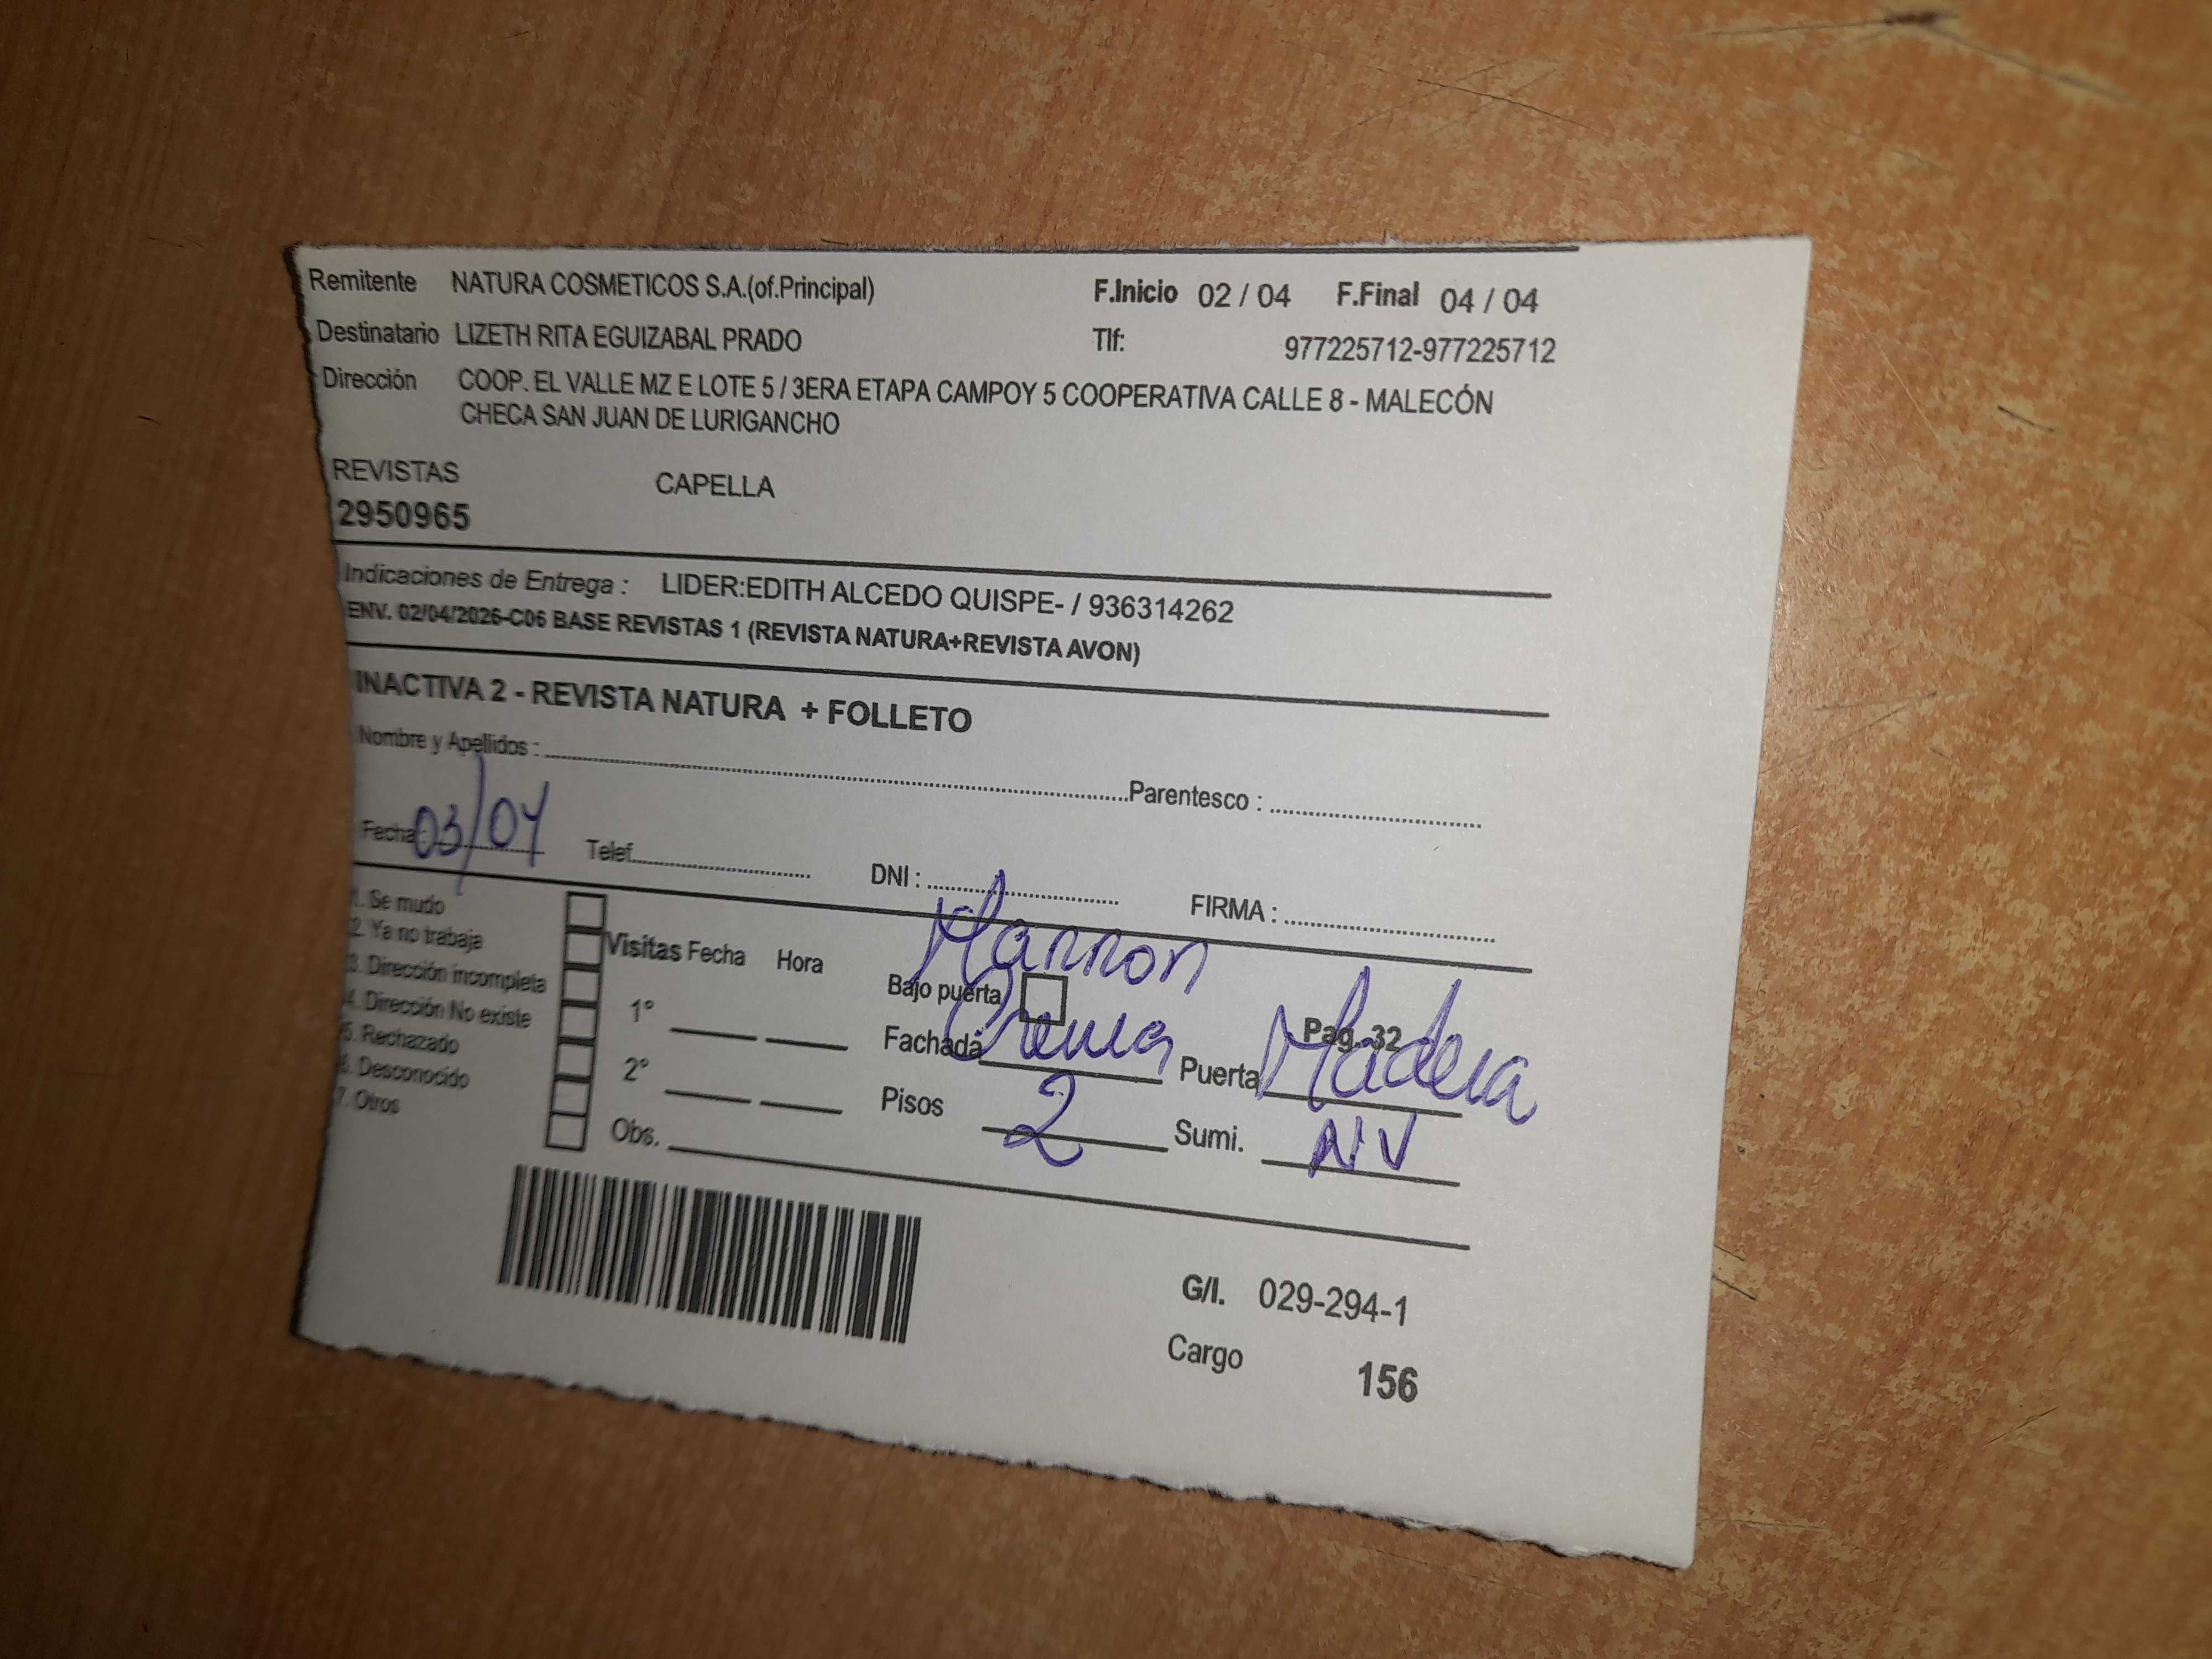 Remitente NATURA COSMETICOS S.A.(of.Principal) F.Inicio 02 / 04 F.Final 04 / 04
Destinatario LIZETH RITA EGUIZABAL PRADO Tlf: 977225712-977225712
Dirección COOP. EL VALLE MZ E LOTE 5 / 3ERA ETAPA CAMPOY 5 COOPERATIVA CALLE 8 - MALECÓN
CHECA SAN JUAN DE LURIGANCHO
REVISTAS CAPELLA
2950965
Indicaciones de Entrega : LIDER:EDITH ALCEDO QUISPE- / 936314262
ENV. 02/04/2026-C06 BASE REVISTAS 1 (REVISTA NATURA+REVISTA AVON)
INACTIVA 2 - REVISTA NATURA + FOLLETO
Nombre y Apellidos : Parentesco :
Fecha : 03/04 Telef. DNI : FIRMA :
1. Se mudo
2. Ya no trabaja
3. Dirección incompleta
4. Dirección No existe
5. Rechazado
6. Desconocido
7. Otros
Visitas Fecha Hora
1°
2°
Obs.
Marron
Bajo puerta Pag. 32
Fachada Crema Puerta Madera
Pisos 2 Sumi. NV
G/I. 029-294-1
Cargo 156